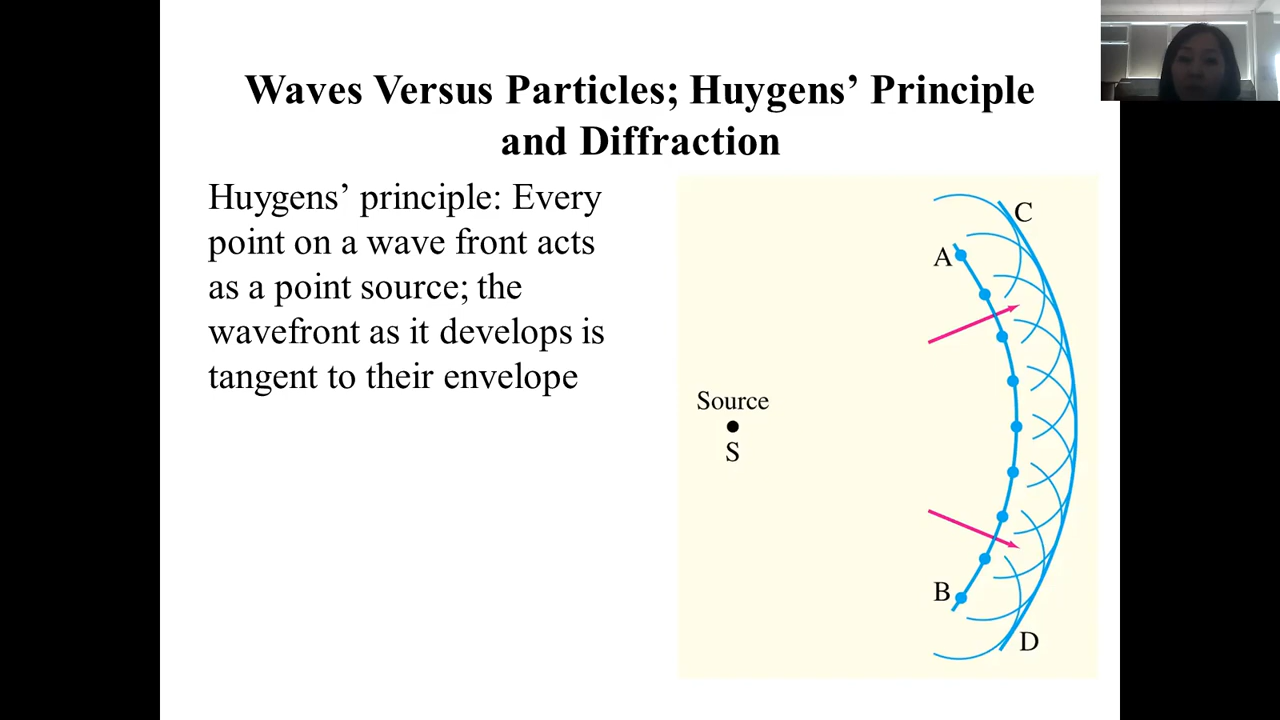 Waves Versus Particles; Huygens’ Principle
and Diffraction
Huygens’ principle: Every
point on a wave front acts
as a point source; the
wavefront as it develops is
tangent to their envelope
C
A
Source
S
B
D